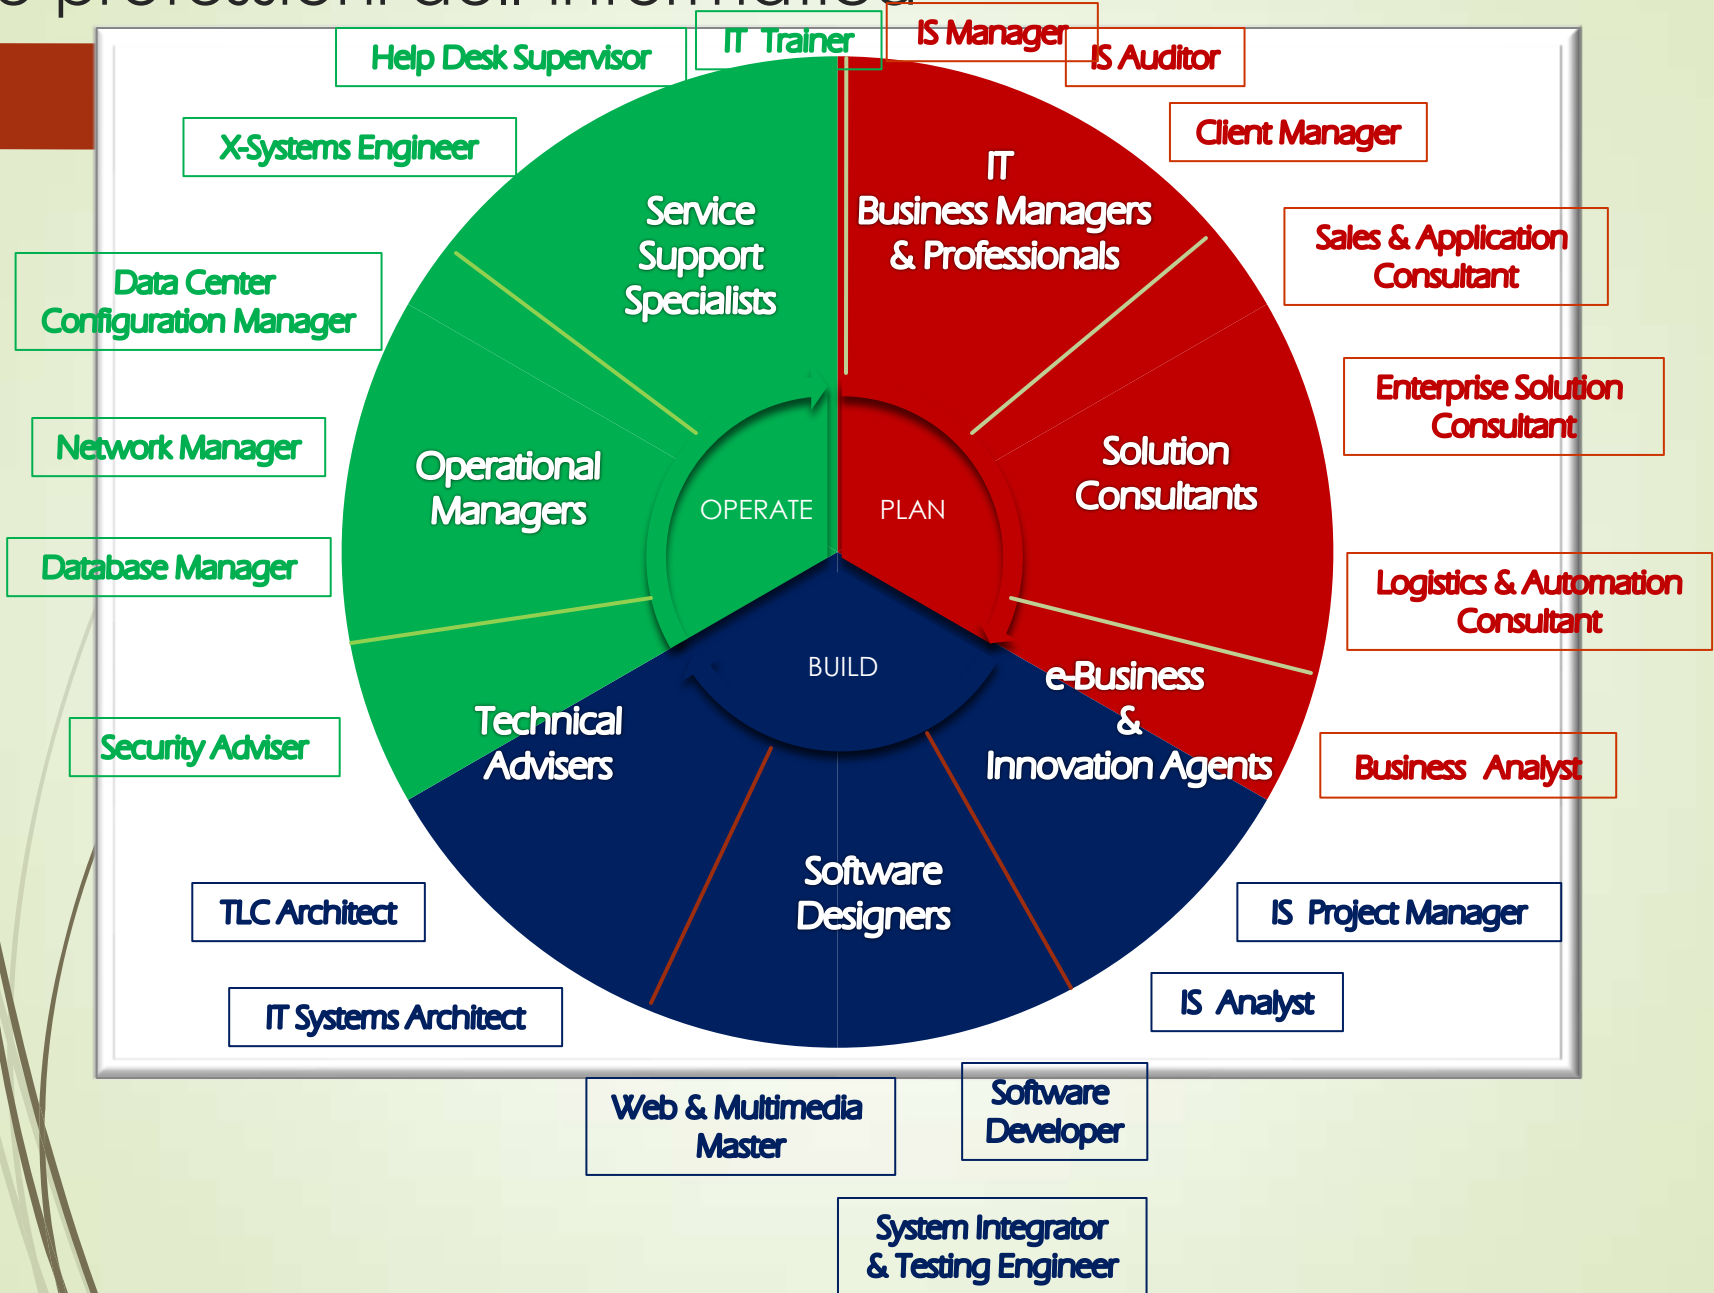 professioni dell'informatica
IT Trainer
IS Manager
Help Desk Supervisor
IS Auditor
X-Systems Engineer
Client Manager
IT
Business Managers
& Professionals
Service
Support
Specialists
Sales & Application
Consultant
Data Center
Configuration Manager
Enterprise Solution
Consultant
Network Manager
Operational
Managers
Solution
Consultants
OPERATE
PLAN
Database Manager
Logistics & Automation
Consultant
BUILD
e-Business
&
Innovation Agents
Technical
Advisers
Security Adviser
Business Analyst
Software
Designers
TLC Architect
IS Project Manager
IT Systems Architect
IS Analyst
Web & Multimedia
Master
Software
Developer
System Integrator
& Testing Engineer